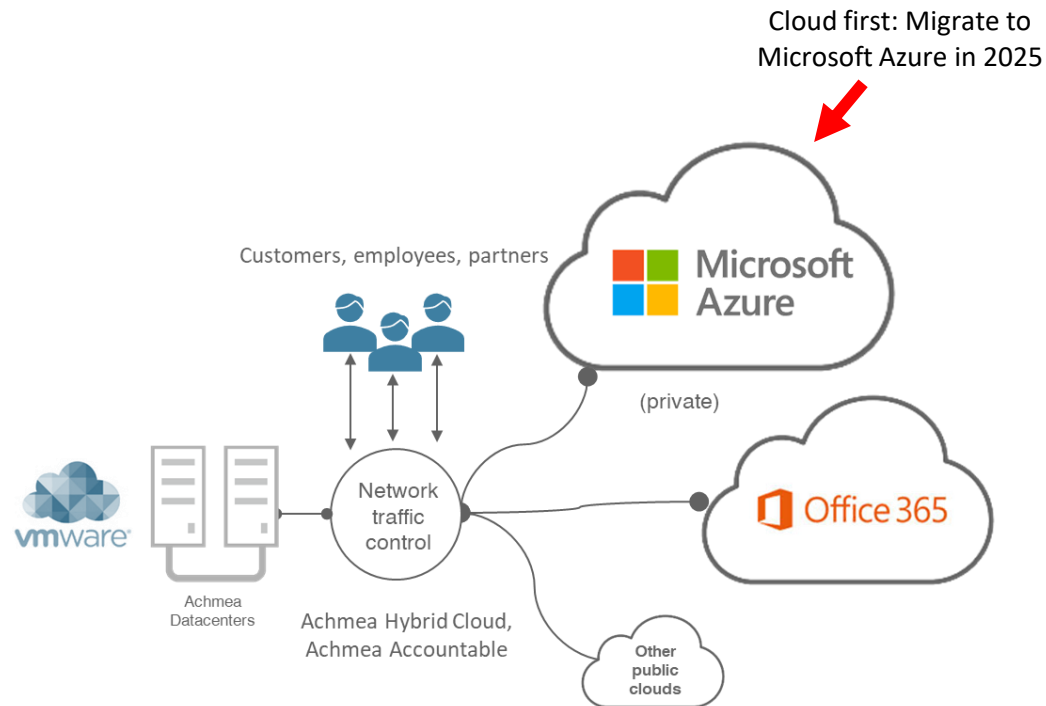 Cloud first: Migrate to
Microsoft Azure in 2025
Customers, employees, partners
Microsoft
Azure
(private)
Network
traffic
control
Office 365
vmware®
Achmea
Datacenters
Achmea Hybrid Cloud,
Achmea Accountable
Other
public
clouds